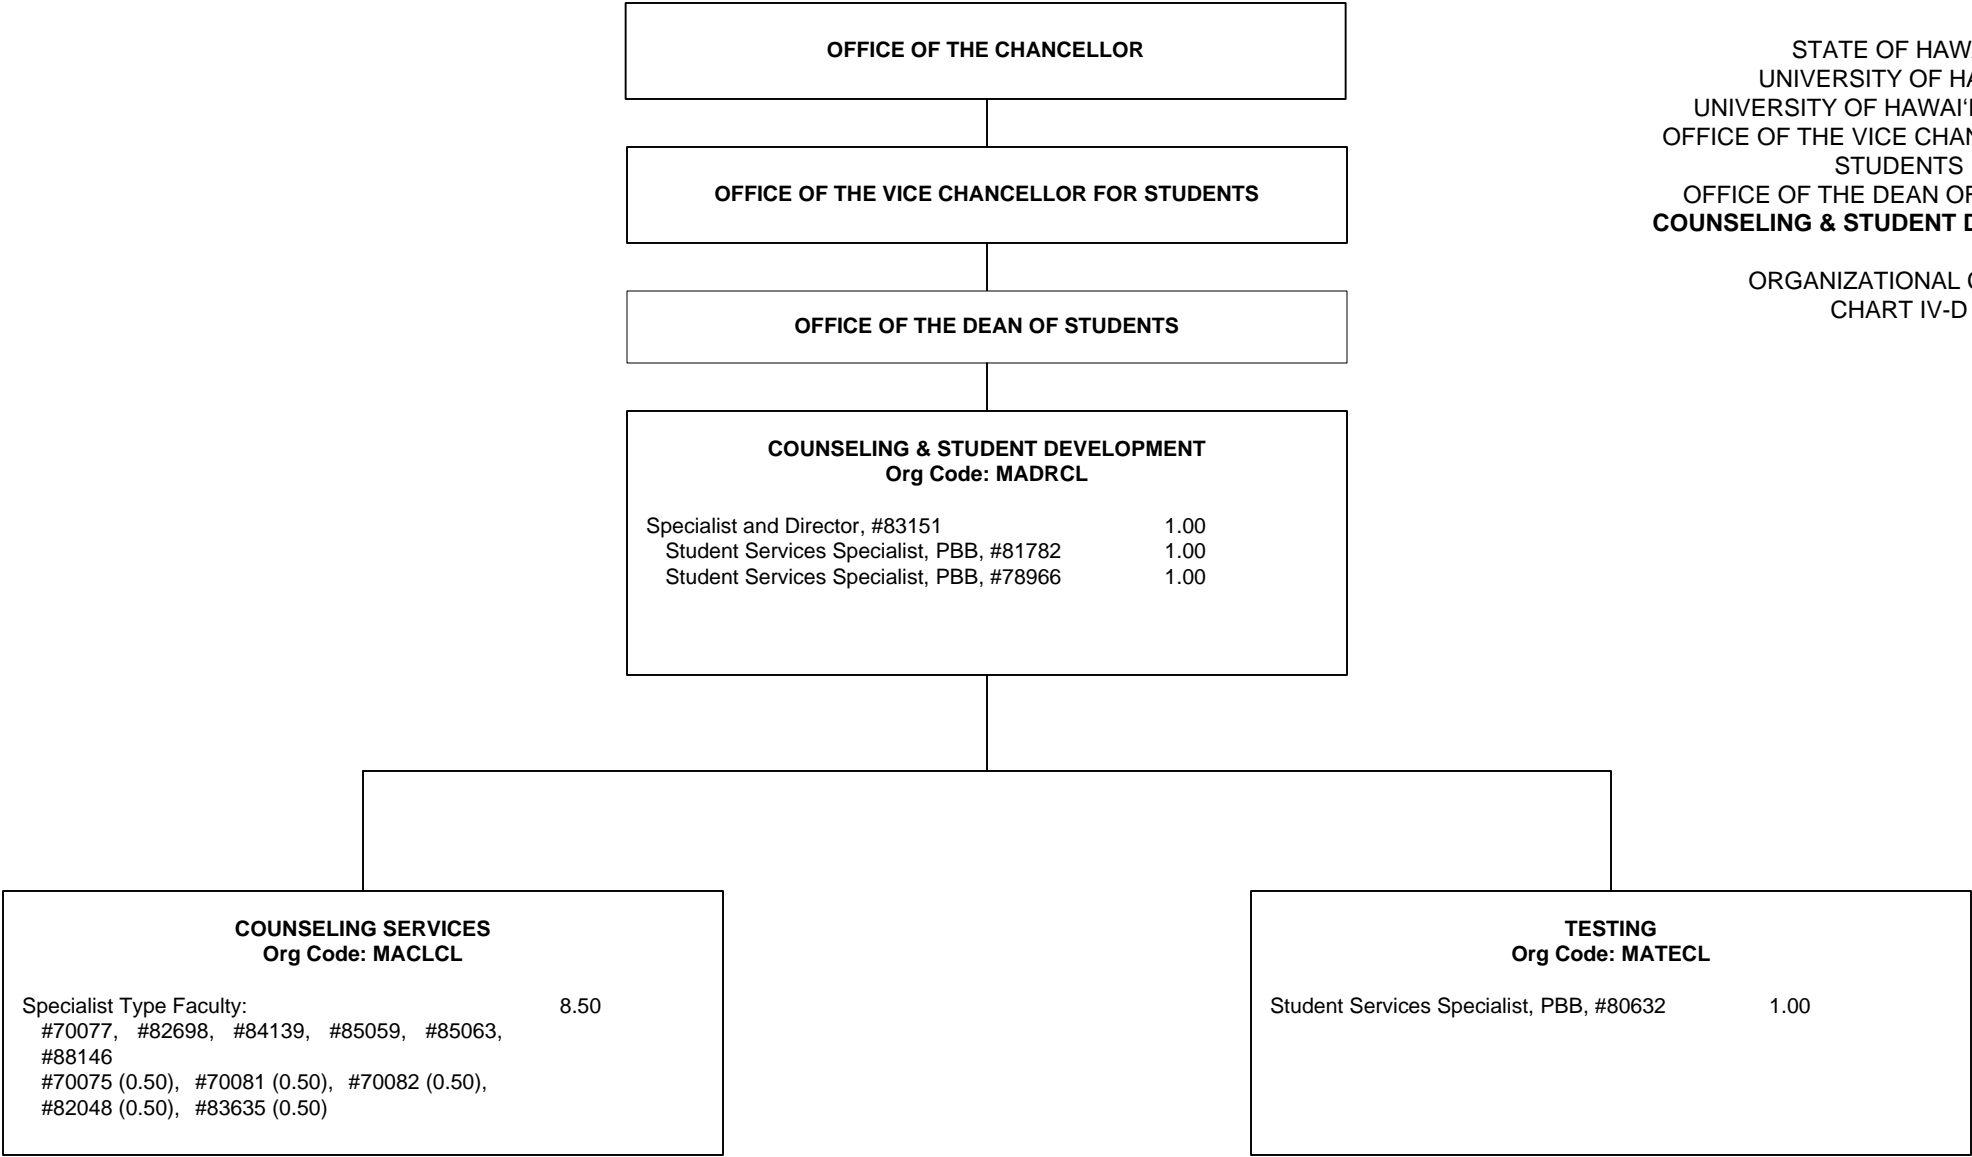 OFFICE OF THE CHANCELLOR
STATE OF
UNIVERSITY OF
UNIVERSITY OF
OFFICE OF THE VICE
STUDENTS
OFFICE OF THE DEAN
COUNSELING & STUDENT
ORGANIZATIONAL
CHART IV-D
OFFICE OF THE VICE CHANCELLOR FOR STUDENTS
OFFICE OF THE DEAN OF STUDENTS
COUNSELING & STUDENT DEVELOPMENT
Org Code: MADRCL
Specialist and Director, #83151 1.00
Student Services Specialist, PBB, #81782 1.00
Student Services Specialist, PBB, #78966 1.00
COUNSELING SERVICES
Org Code: MACLCL
Specialist Type Faculty: 8.50
#70077, #82698, #84139, #85059, #85063,
#88146
#70075 (0.50), #70081 (0.50), #70082 (0.50),
#82048 (0.50), #83635 (0.50)
TESTING
Org Code: MATECL
Student Services Specialist, PBB, #80632 1.00